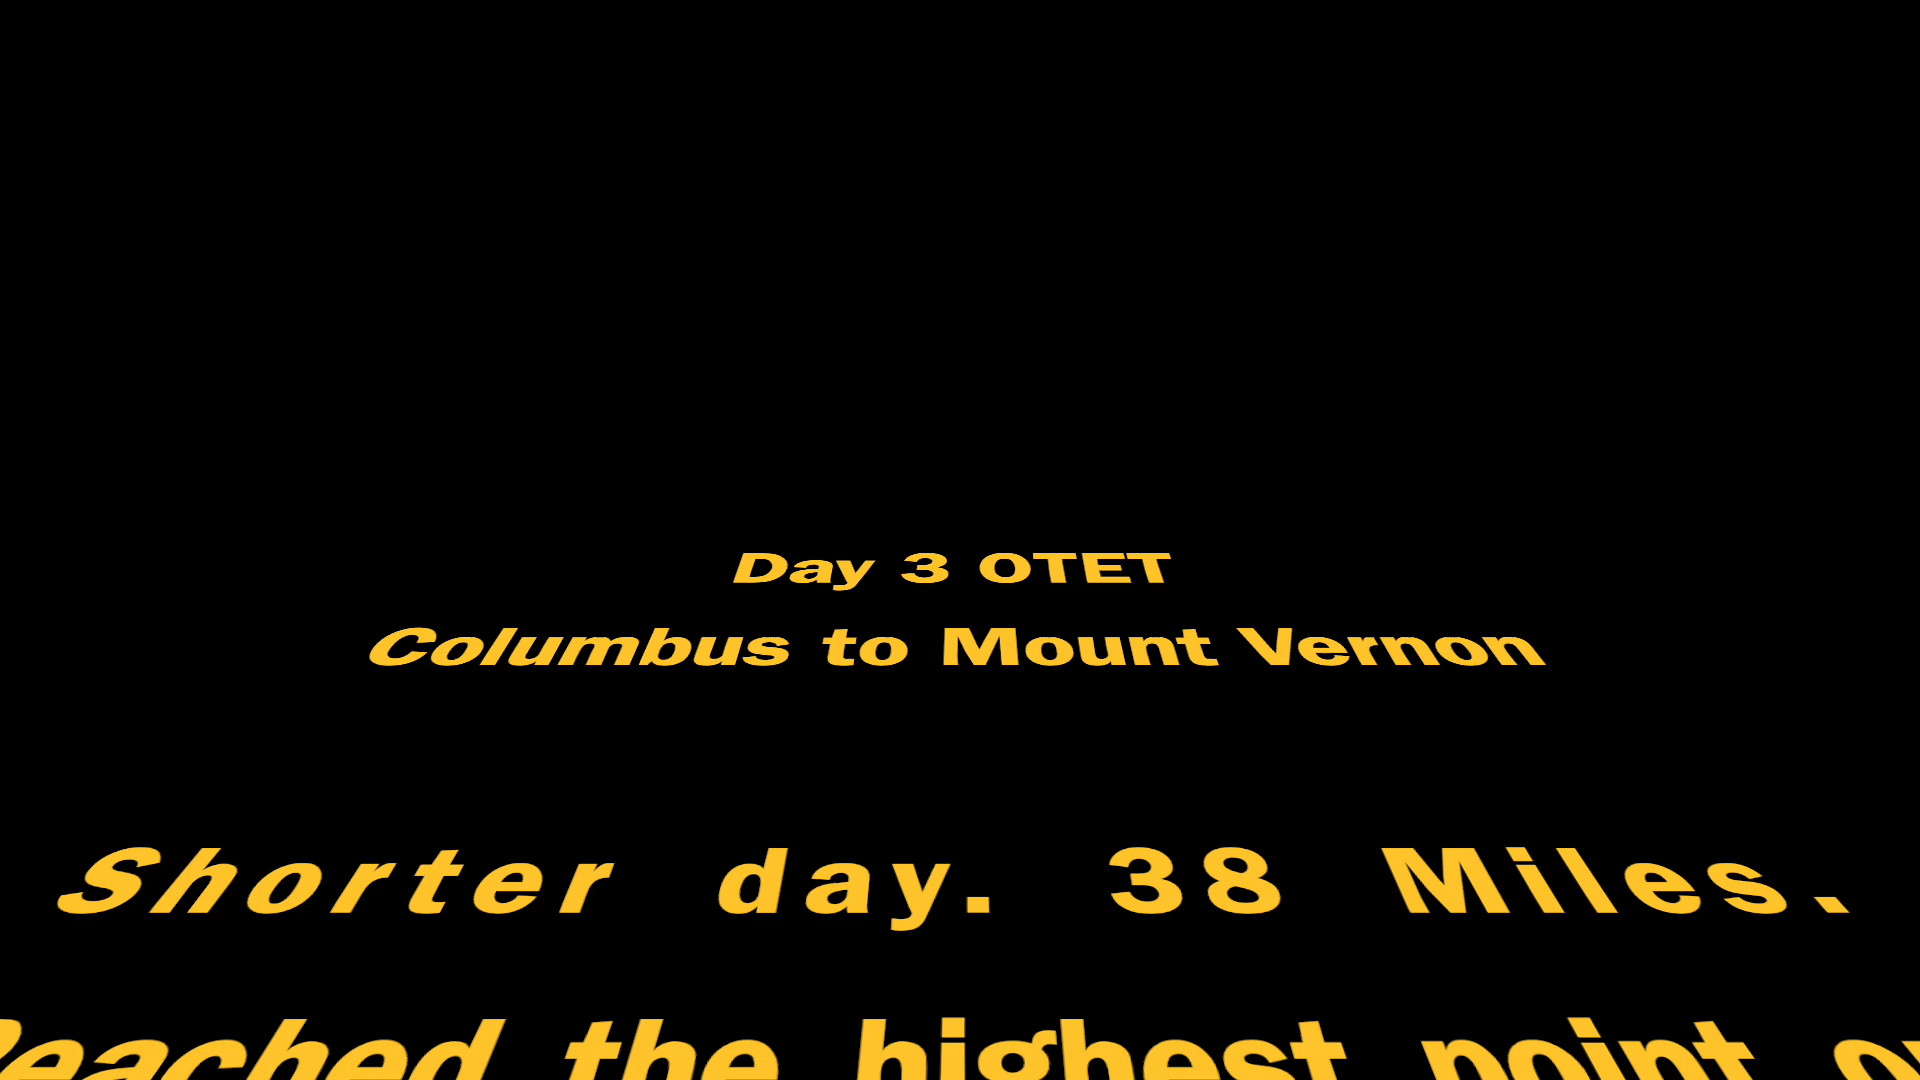 Day 3 OTET
Columbus to Mount Vernon
Shorter day. 38 Miles.
the highest point